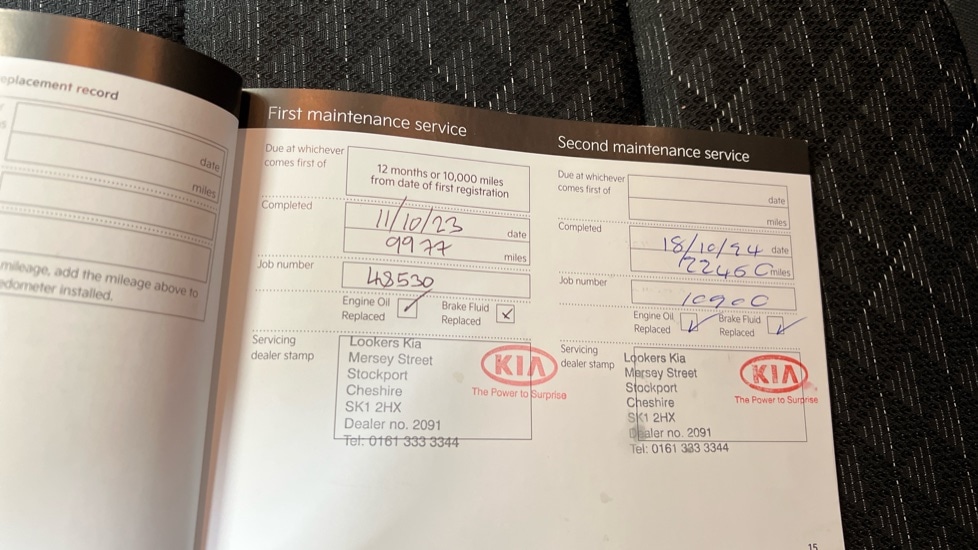 eplacement record
date
miles
mileage, add the mileage above to
edometer installed.
First maintenance service
Due at whichever
comes first of
12 months or 10,000 miles
from date of first registration
Completed
11/10/23 date
9977 miles
Job number
48530
Engine Oil
Replaced
Brake Fluid
Replaced
Servicing
dealer stamp
Lookers Kia
Mersey Street
Stockport
Cheshire
SK1 2HX
Dealer no. 2091
Tel: 0161 333 3344
KIA
The Power to Surprise
Second maintenance service
Due at whichever
comes first of
date
miles
Completed
date
miles
Job number
Engine Oil
Replaced
Brake Fluid
Replaced
Servicing
dealer stamp
Lookers Kia
Mersey Street
Stockport
Cheshire
SK1 2HX
Dealer no. 2091
Tel: 0161 333 3344
KIA
The Power to Surprise
15